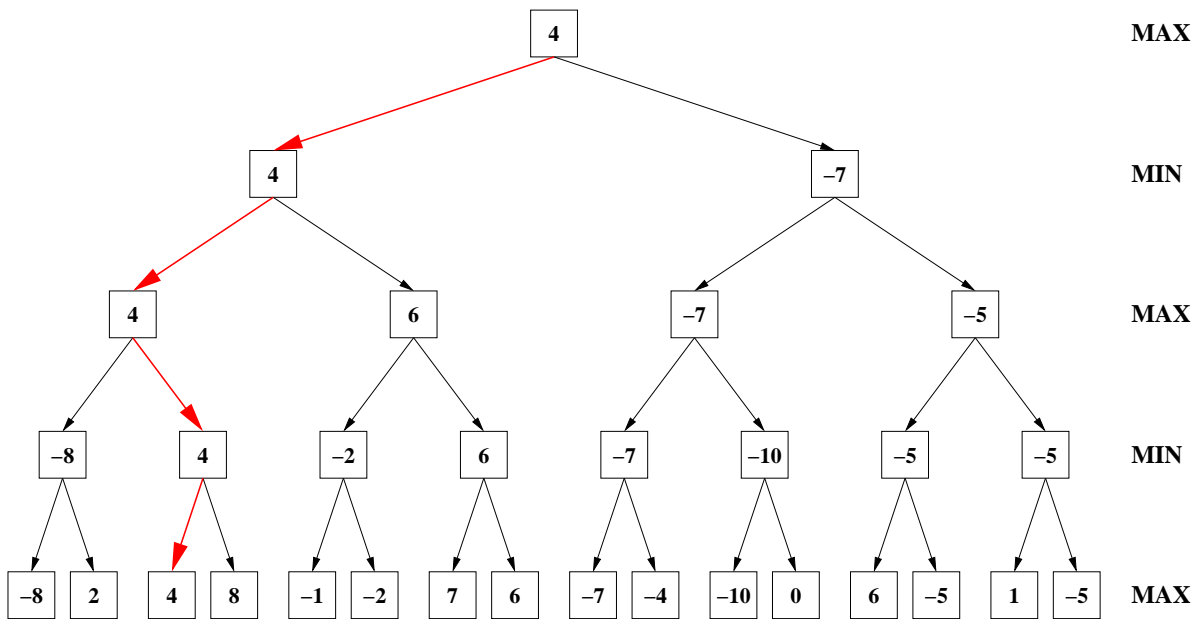 4 MAX
4 –7 MIN
4 6 –7 –5 MAX
–8 4 –2 6 –7 –10 –5 –5 MIN
–8 2 4 8 –1 –2 7 6 –7 –4 –10 0 6 –5 1 –5 MAX